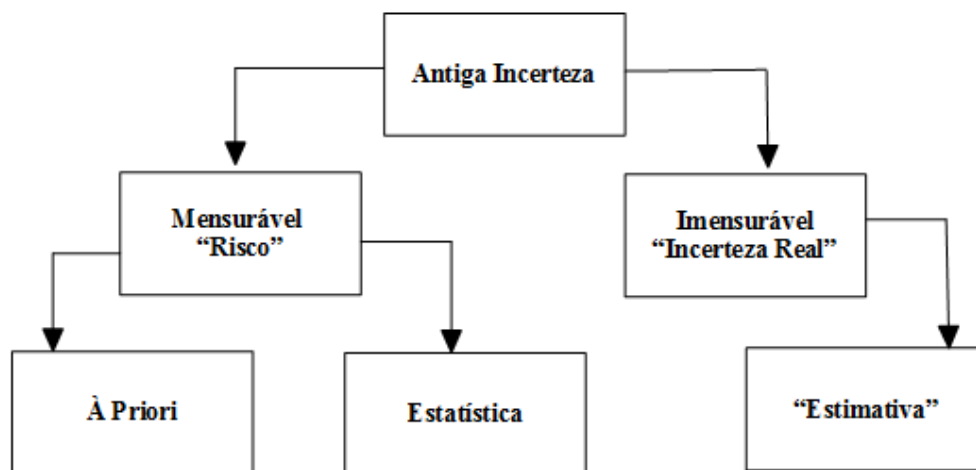 Antiga Incerteza
Mensurável
“Risco”
Imensurável
“Incerteza Real”
À Priori
Estatística
“Estimativa”